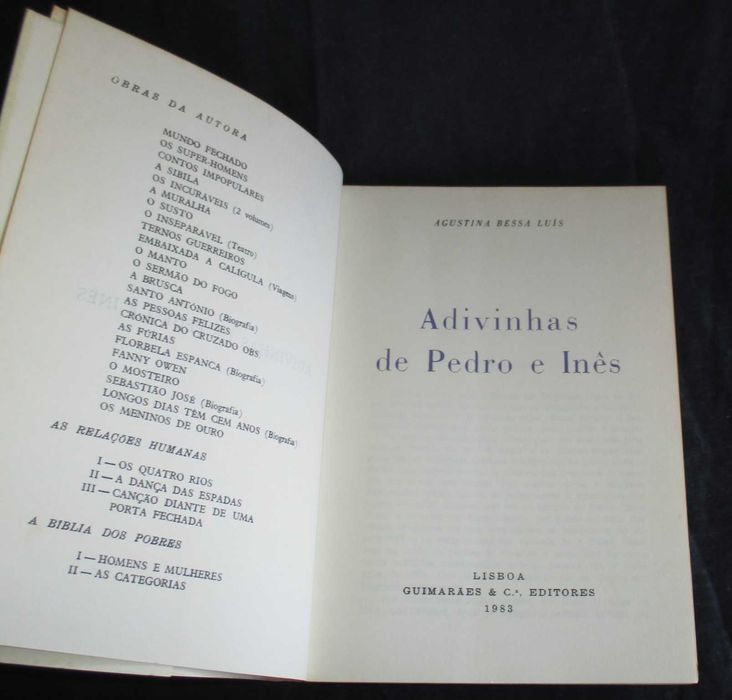 OBRAS DA AUTORA
MUNDO FECHADO
OS SUPER-HOMENS
CONTOS IMPOPULARES
A SIBILA
OS INCURÁVEIS (2 volumes)
A MURALHA
O SUSTO
O INSEPARÁVEL (Teatro)
TERNOS GUERREIROS
EMBAIXADA A CALÍGULA (Viagens)
O MANTO
O SERMÃO DO FOGO
A BRUSCA
SANTO ANTÓNIO (Biografia)
AS PESSOAS FELIZES
CRÓNICA DO CRUZADO OBS.
AS FÚRIAS
FLORBELA ESPANCA (Biografia)
FANNY OWEN
O MOSTEIRO
SEBASTIÃO JOSÉ (Biografia)
LONGOS DIAS TÊM CEM ANOS (Biografia)
OS MENINOS DE OURO
AS RELAÇÕES HUMANAS
I — OS QUATRO RIOS
II — A DANÇA DAS ESPADAS
III — CANÇÃO DIANTE DE UMA
PORTA FECHADA
A BIBLIA DOS POBRES
I — HOMENS E MULHERES
II — AS CATEGORIAS
AGUSTINA BESSA LUÍS
Adivinhas
de Pedro e Inês
LISBOA
GUIMARÃES & C.ª, EDITORES
1983